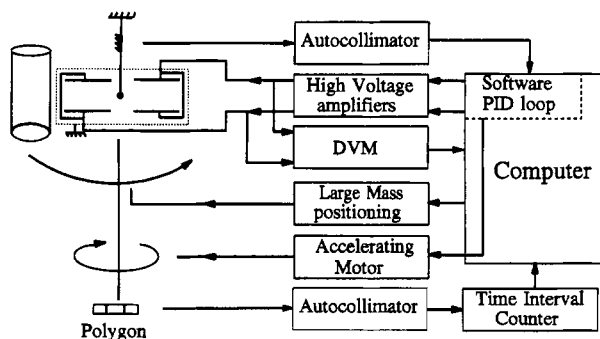 Autocollimator
High Voltage
amplifiers
Software
PID loop
DVM
Computer
Large Mass
positioning
Accelerating
Motor
Autocollimator
Time Interval
Counter
Polygon